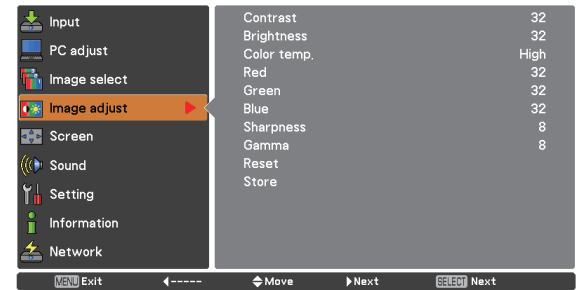 Input
PC adjust
Image select
Image adjust
Screen
Sound
Setting
Information
Network
Contrast 32
Brightness 32
Color temp. High
Red 32
Green 32
Blue 32
Sharpness 8
Gamma 8
Reset
Store
MENU Exit ◀----- Move ▶Next SELECT Next